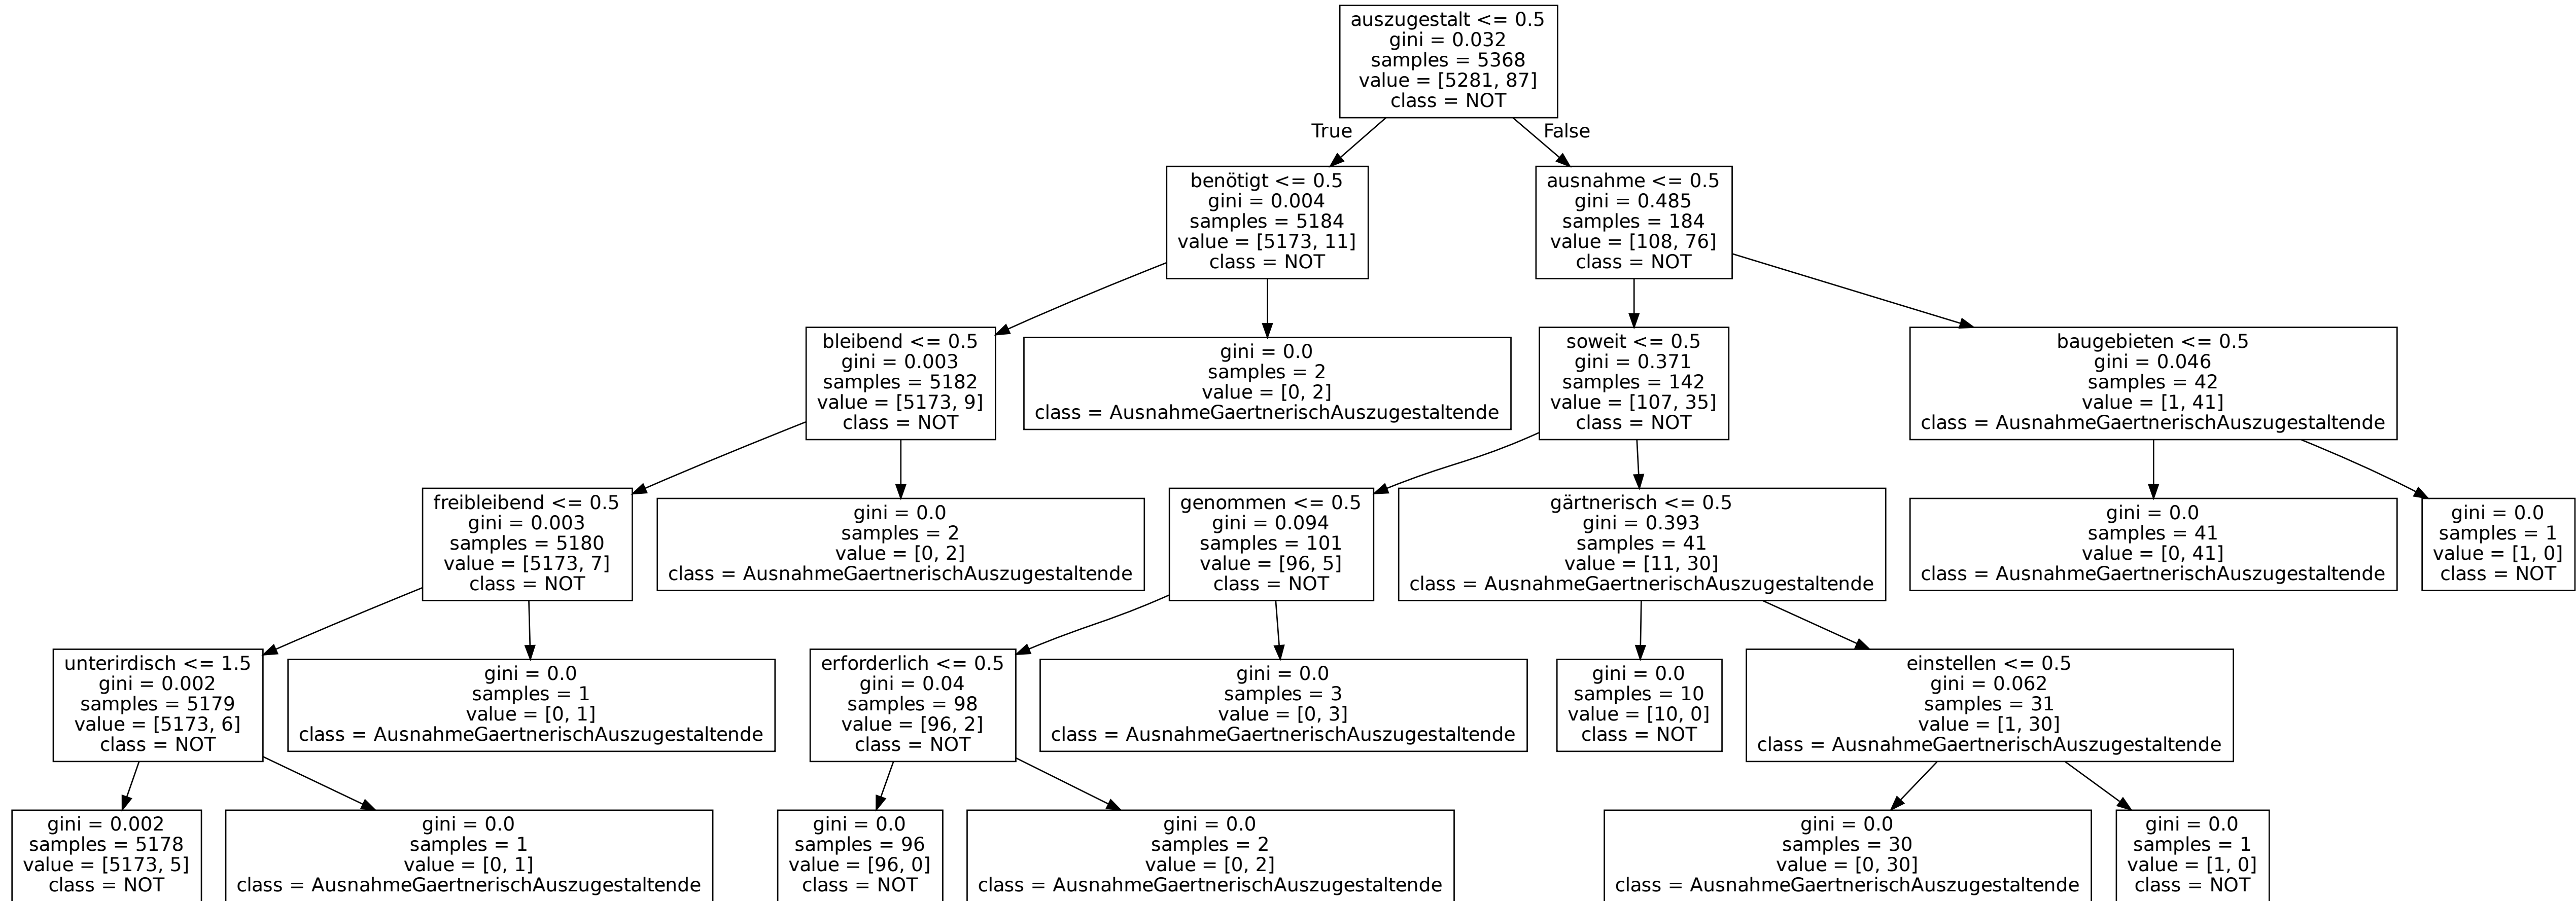 auszugestalt <= 0.5
gini = 0.032
samples = 5368
value = [5281, 87]
class = NOT
True
False
benötigt <= 0.5
gini = 0.004
samples = 5184
value = [5173, 11]
class = NOT
ausnahme <= 0.5
gini = 0.485
samples = 184
value = [108, 76]
class = NOT
bleibend <= 0.5
gini = 0.003
samples = 5182
value = [5173, 9]
class = NOT
gini = 0.0
samples = 2
value = [0, 2]
class = AusnahmeGaertnerischAuszugestaltende
soweit <= 0.5
gini = 0.371
samples = 142
value = [107, 35]
class = NOT
baugebieten <= 0.5
gini = 0.046
samples = 42
value = [1, 41]
class = AusnahmeGaertnerischAuszugestaltende
freibleibend <= 0.5
gini = 0.003
samples = 5180
value = [5173, 7]
class = NOT
gini = 0.0
samples = 2
value = [0, 2]
class = AusnahmeGaertnerischAuszugestaltende
genommen <= 0.5
gini = 0.094
samples = 101
value = [96, 5]
class = NOT
gärtnerisch <= 0.5
gini = 0.393
samples = 41
value = [11, 30]
class = AusnahmeGaertnerischAuszugestaltende
gini = 0.0
samples = 41
value = [0, 41]
class = AusnahmeGaertnerischAuszugestaltende
gini = 0.0
samples = 1
value = [1, 0]
class = NOT
unterirdisch <= 1.5
gini = 0.002
samples = 5179
value = [5173, 6]
class = NOT
gini = 0.0
samples = 1
value = [0, 1]
class = AusnahmeGaertnerischAuszugestaltende
erforderlich <= 0.5
gini = 0.04
samples = 98
value = [96, 2]
class = NOT
gini = 0.0
samples = 3
value = [0, 3]
class = AusnahmeGaertnerischAuszugestaltende
gini = 0.0
samples = 10
value = [10, 0]
class = NOT
einstellen <= 0.5
gini = 0.062
samples = 31
value = [1, 30]
class = AusnahmeGaertnerischAuszugestaltende
gini = 0.002
samples = 5178
value = [5173, 5]
class = NOT
gini = 0.0
samples = 1
value = [0, 1]
class = AusnahmeGaertnerischAuszugestaltende
gini = 0.0
samples = 96
value = [96, 0]
class = NOT
gini = 0.0
samples = 2
value = [0, 2]
class = AusnahmeGaertnerischAuszugestaltende
gini = 0.0
samples = 30
value = [0, 30]
class = AusnahmeGaertnerischAuszugestaltende
gini = 0.0
samples = 1
value = [1, 0]
class = NOT